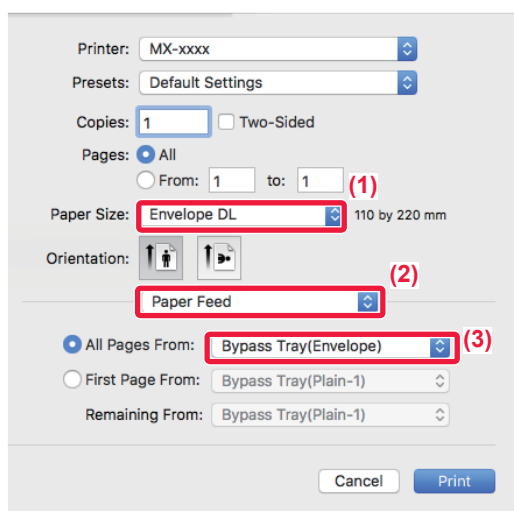 Printer: MX-xxxx
Presets: Default Settings
Copies: 1 Two-Sided
Pages: All
From: 1 to: 1
(1)
Paper Size: Envelope DL 110 by 220 mm
Orientation:
(2)
Paper Feed
All Pages From: Bypass Tray(Envelope) (3)
First Page From: Bypass Tray(Plain-1)
Remaining From: Bypass Tray(Plain-1)
Cancel Print